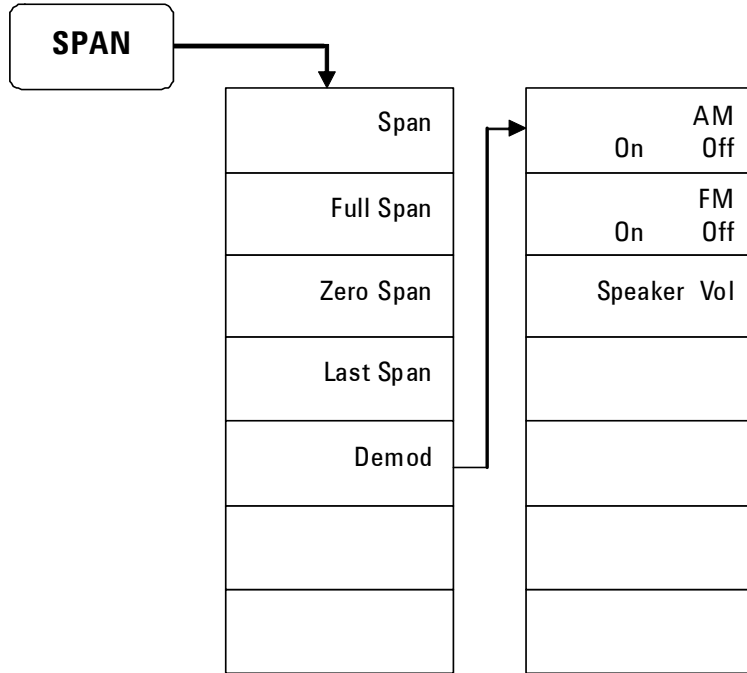 SPAN
Span
Full Span
Zero Span
Last Span
Demod
AM
On Off
FM
On Off
Speaker Vol